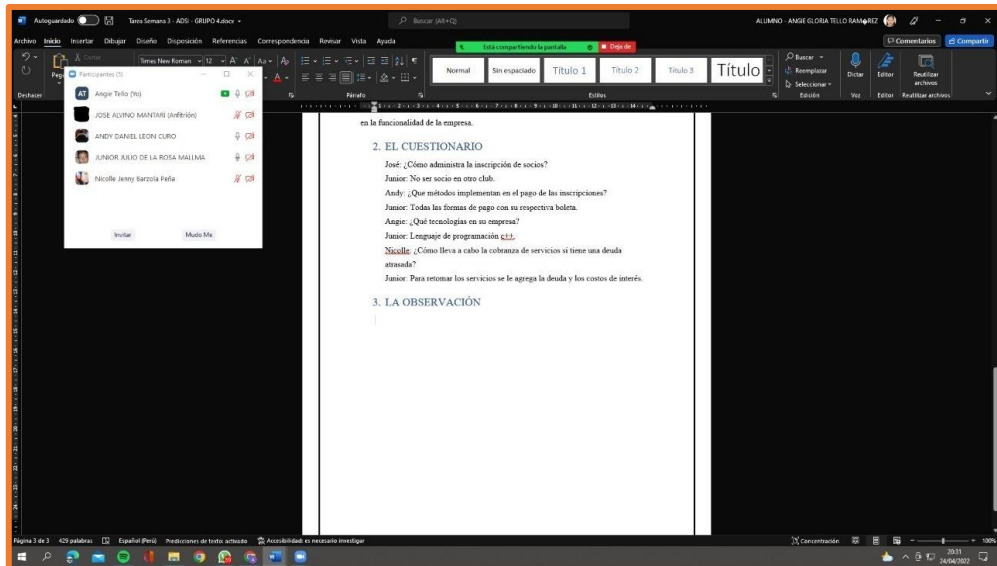 Autoguardado
Tarea Semana 3 - ADSI - GRUPO 4.docx
Buscar (Alt+Q)
ALUMNO - ANGIE GLORIA TELLO RAM�REZ
Archivo Inicio Insertar Dibujar Diseño Disposición Referencias Correspondencia Revisar Vista Ayuda
Está compartiendo la pantalla
Deja de
Comentarios
Compartir
Cortar
Times New Roman
12
Normal
Sin espaciado
Título 1
Título 2
Título 3
Título
Buscar
Reemplazar
Seleccionar
Dictar
Editor
Reutilizar
archivos
Deshacer
Párrafo
Estilos
Edición
Voz
Editor
Reutilizar archivos
Participantes (5)
AT Angie Tello (Yo)
JOSE ALVINO MANTARI (Anfitrión)
ANDY DANIEL LEON CURO
JUNIOR JULIO DE LA ROSA MALLMA
Nicolle Jenny Barzola Peña
Invitar
Mudo Me
en la funcionalidad de la empresa.
2. EL CUESTIONARIO
José: ¿Cómo administra la inscripción de socios?
Junior: No ser socio en otro club.
Andy: ¿Que métodos implementan en el pago de las inscripciones?
Junior: Todas las formas de pago con su respectiva boleta.
Angie: ¿Qué tecnologías en su empresa?
Junior: Lenguaje de programación c++.
Nicolle: ¿Cómo lleva a cabo la cobranza de servicios si tiene una deuda
atrasada?
Junior: Para retomar los servicios se le agrega la deuda y los costos de interés.
3. LA OBSERVACIÓN
Página 3 de 3
429 palabras
Español (Perú)
Predicciones de texto: activado
Accesibilidad: es necesario investigar
Concentración
100%
20:31
24/04/2022